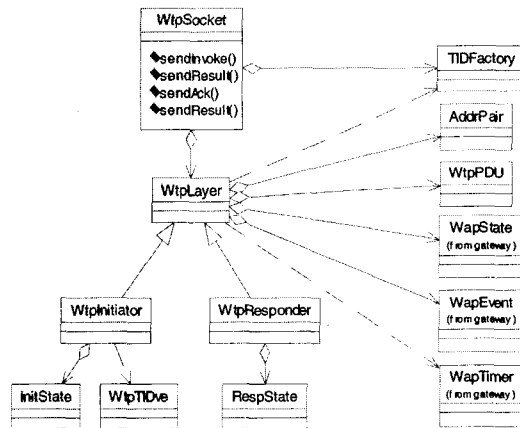 WtpSocket
sendInvoke()
sendResult()
sendAck()
sendResult()
TIDFactory
AddrPair
WtpPDU
WtpLayer
WapState
(from gateway)
WapEvent
(from gateway)
WtpInitiator
WtpResponder
WapTimer
(from gateway)
InitState
WtpTIDve
RespState